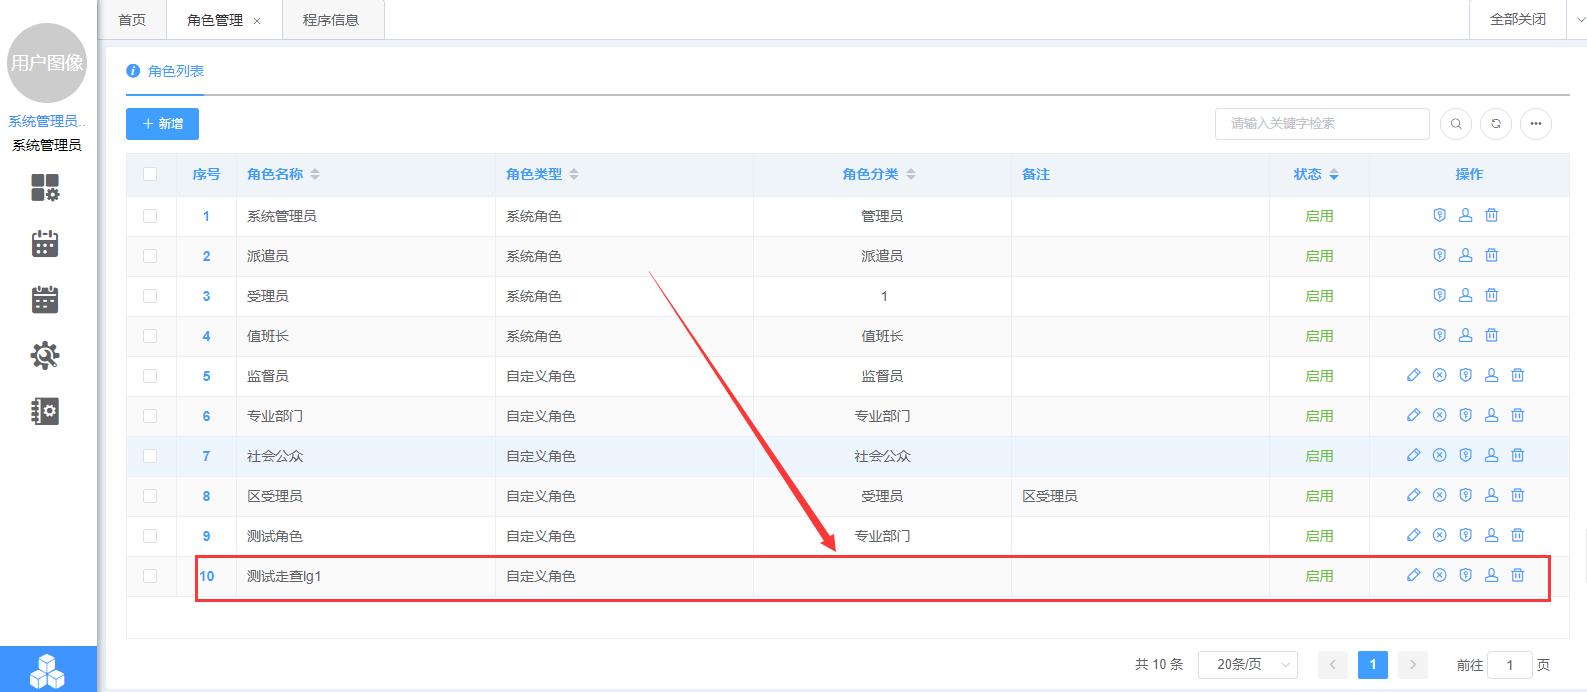 首页 角色管理 × 程序信息 全部关闭
用户图像
系统管理员..
系统管理员
角色列表
+ 新增 请输入关键字检索
序号 角色名称 角色类型 角色分类 备注 状态 操作
1 系统管理员 系统角色 管理员 启用
2 派遣员 系统角色 派遣员 启用
3 受理员 系统角色 1 启用
4 值班长 系统角色 值班长 启用
5 监督员 自定义角色 监督员 启用
6 专业部门 自定义角色 专业部门 启用
7 社会公众 自定义角色 社会公众 启用
8 区受理员 自定义角色 受理员 区受理员 启用
9 测试角色 自定义角色 专业部门 启用
10 测试走查lg1 自定义角色 启用
共 10 条 20条/页 1 前往 1 页